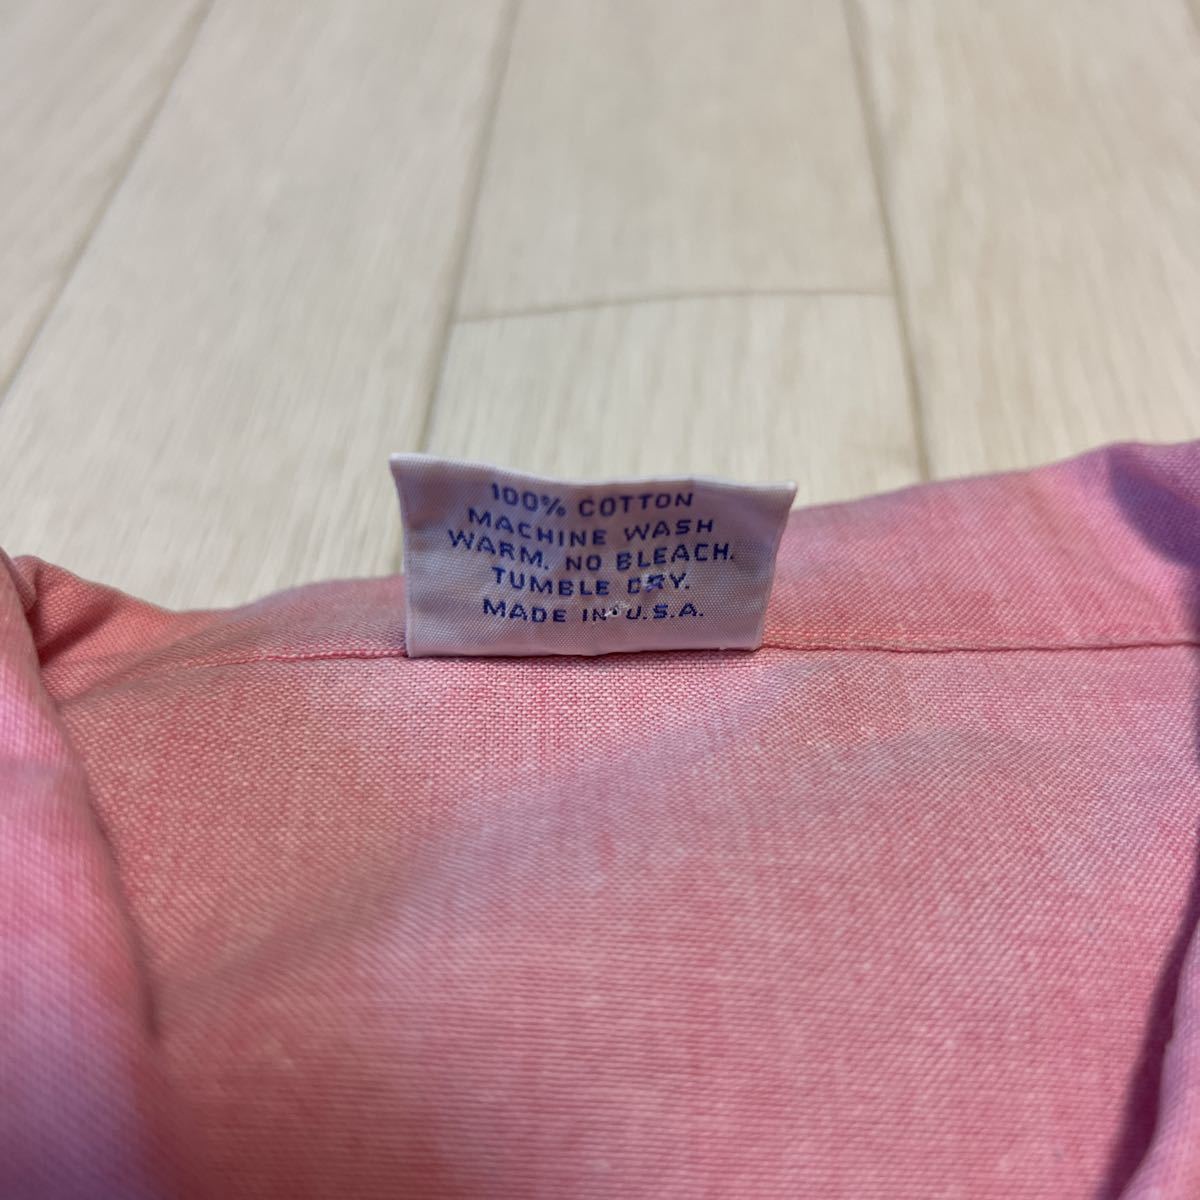 100% COTTON
MACHINE WASH
WARM. NO BLEACH.
TUMBLE DRY.
MADE IN U.S.A.